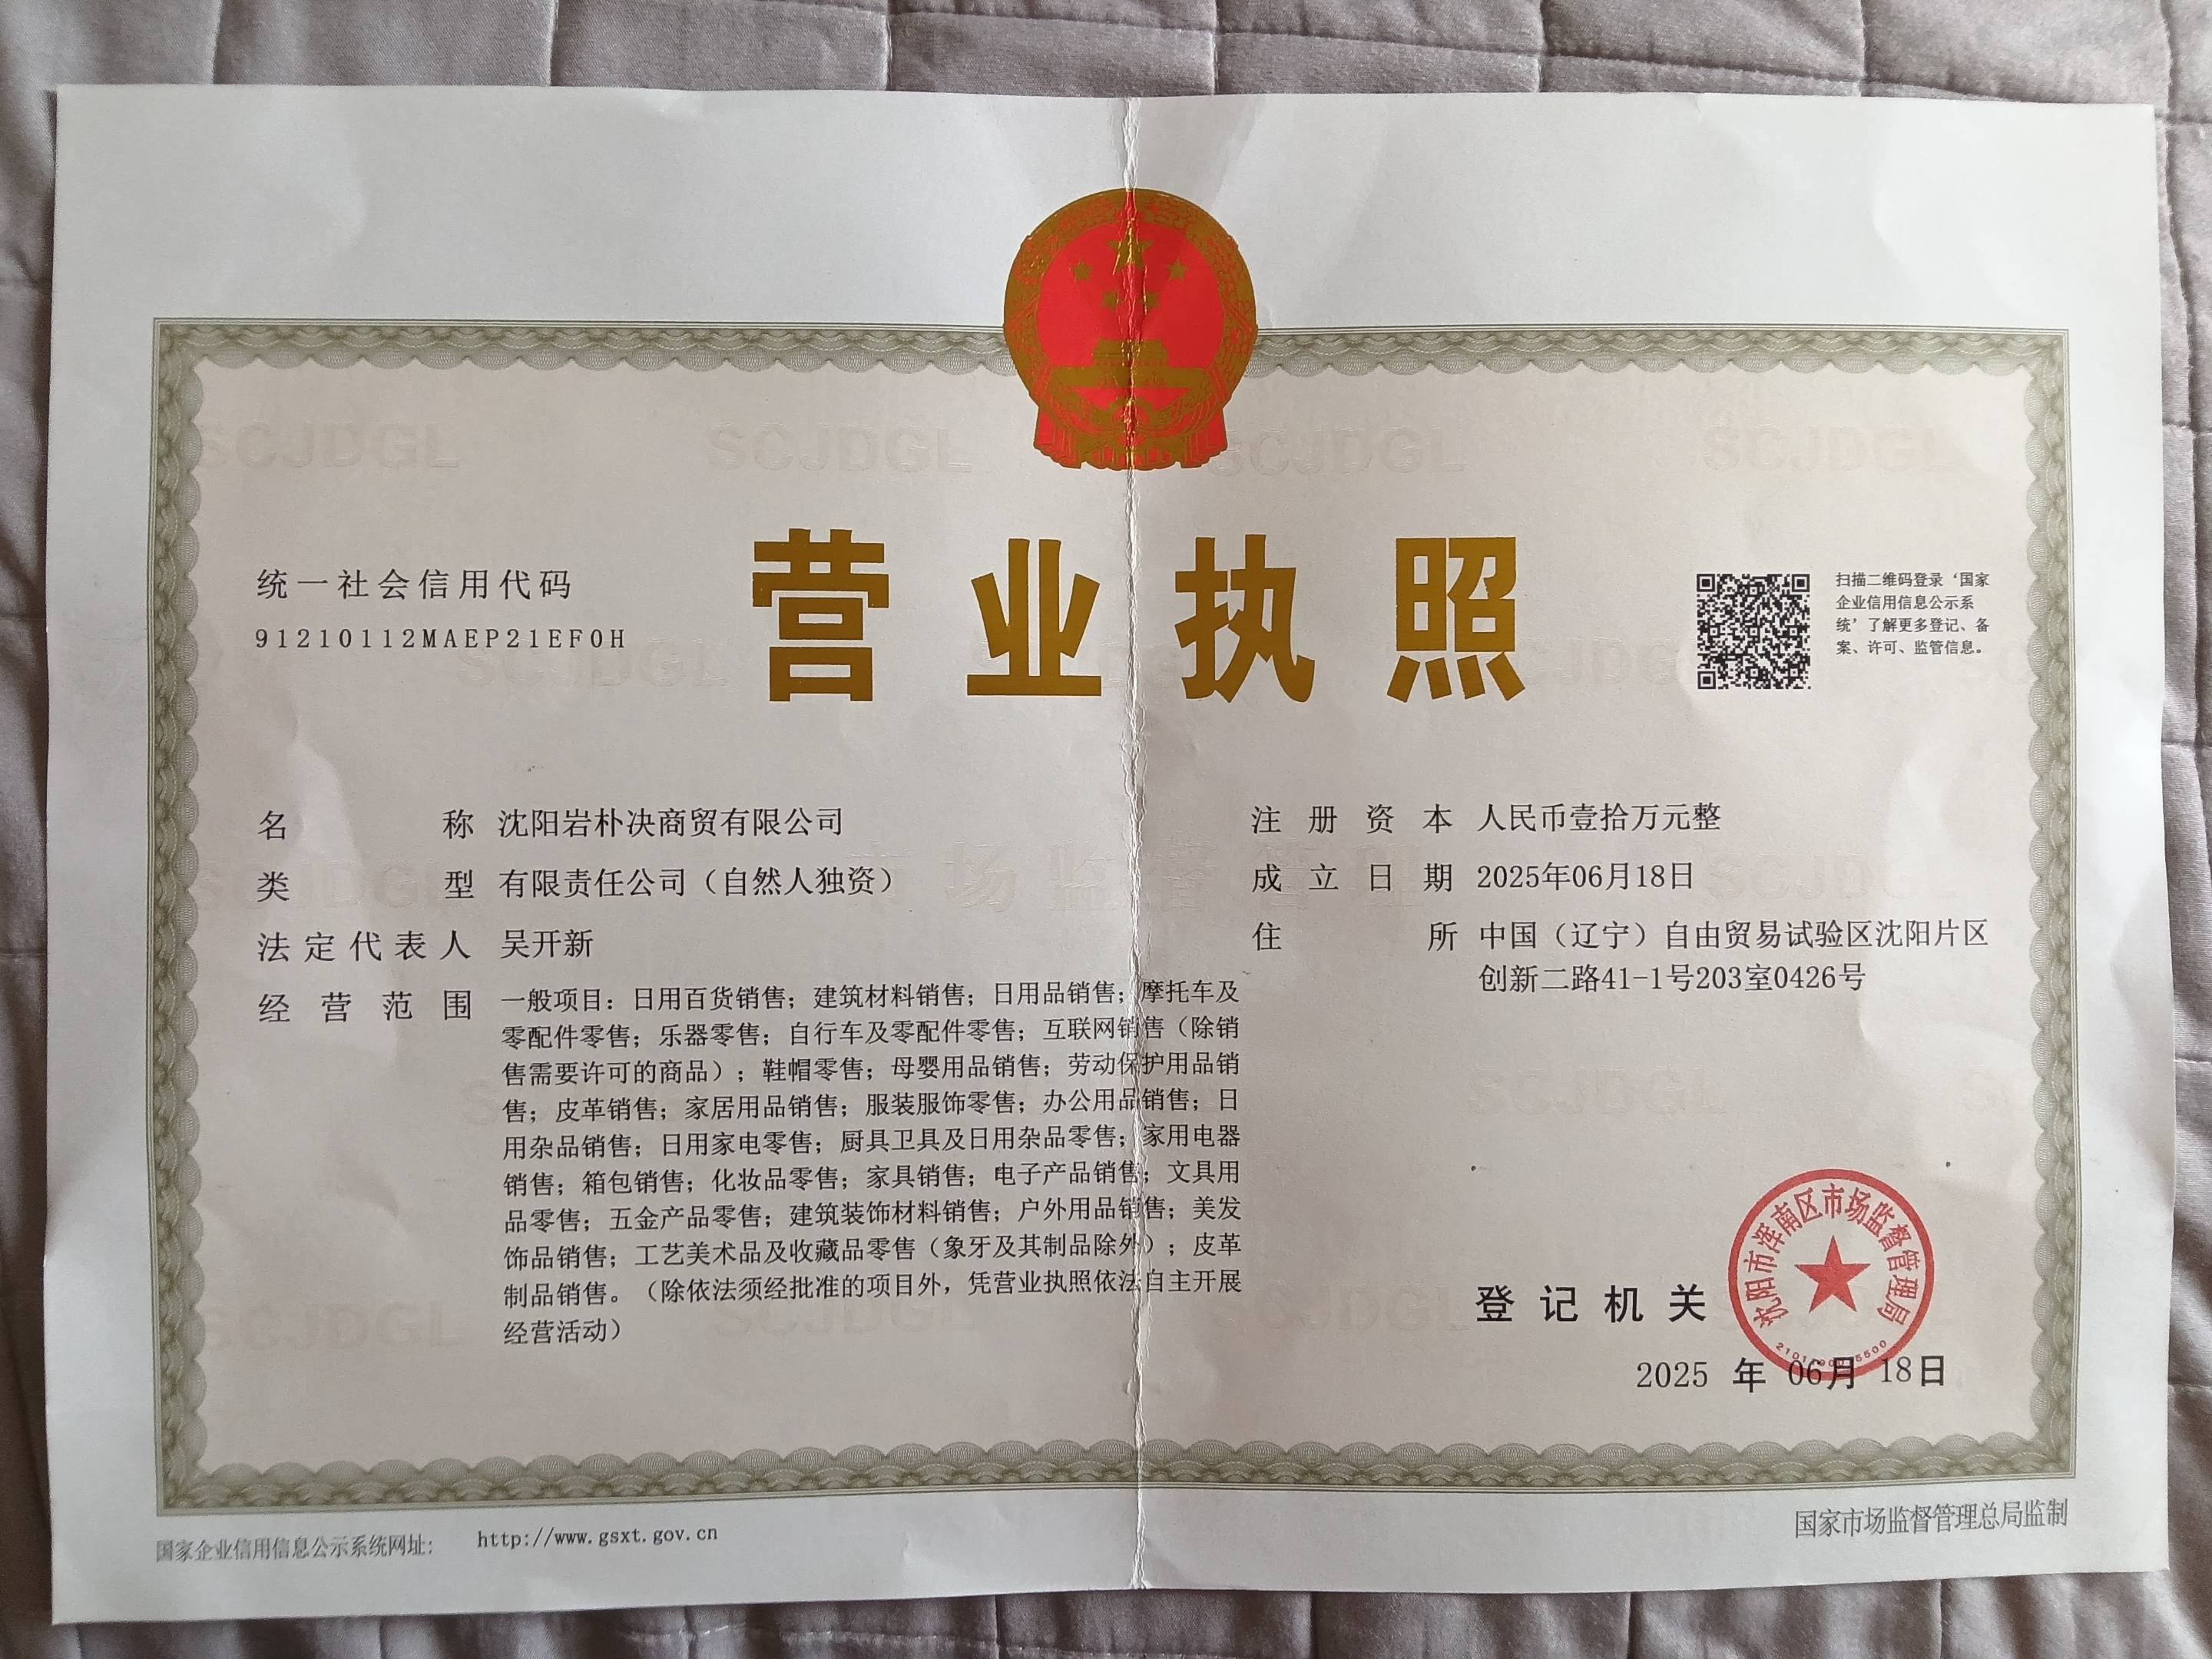 营业执照
统一社会信用代码
91210112MAEP21EF0H
扫描二维码登录‘国家
企业信用信息公示系
统’了解更多登记、备
案、许可、监管信息。
名称 沈阳岩朴决商贸有限公司
类型 有限责任公司（自然人独资）
法定代表人 吴开新
经营范围 一般项目：日用百货销售；建筑材料销售；日用品销售；摩托车及
零配件零售；乐器零售；自行车及零配件零售；互联网销售（除销
售需要许可的商品）；鞋帽零售；母婴用品销售；劳动保护用品销
售；皮革销售；家居用品销售；服装服饰零售；办公用品销售；日
用杂品销售；日用家电零售；厨具卫具及日用杂品零售；家用电器
销售；箱包销售；化妆品零售；家具销售；电子产品销售；文具用
品零售；五金产品零售；建筑装饰材料销售；户外用品销售；美发
饰品销售；工艺美术品及收藏品零售（象牙及其制品除外）；皮革
制品销售。（除依法须经批准的项目外，凭营业执照依法自主开展
经营活动）
注册资本 人民币壹拾万元整
成立日期 2025年06月18日
住所 中国（辽宁）自由贸易试验区沈阳片区
创新二路41-1号203室0426号
登记机关
沈阳市浑南区市场监督管理局
2025 年 06月 18日
国家企业信用信息公示系统网址： http://www.gsxt.gov.cn
国家市场监督管理总局监制
SCJDGL